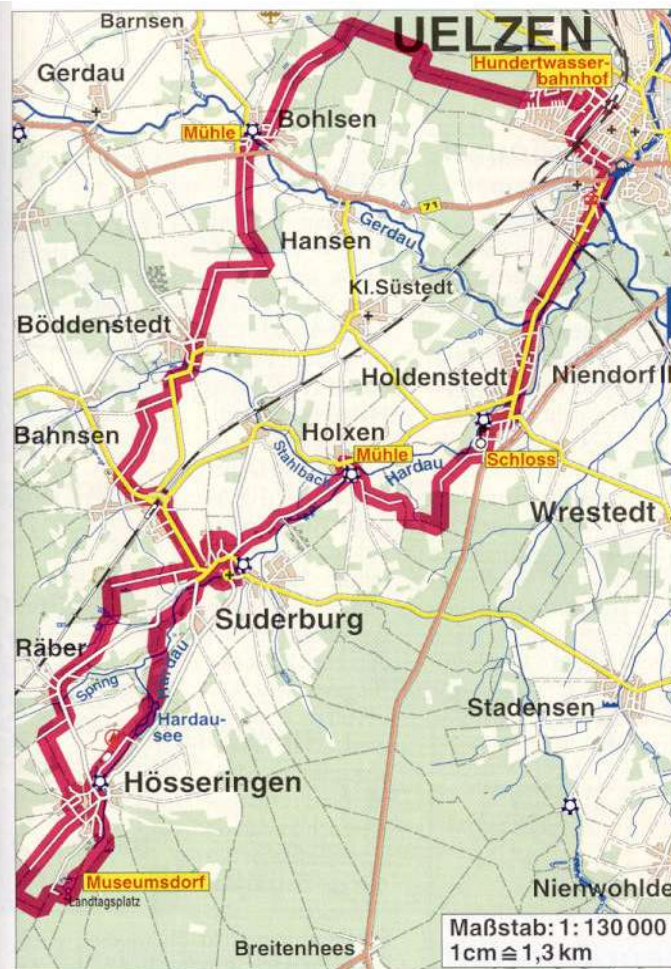 Barnsen
UELZEN
Hundertwasser-
bahnhof
Gerdau
Mühle
Bohlsen
71
Gerdau
Hansen
Kl.Süstedt
Böddenstedt
Holdenstedt
Niendorf II
Bahnsen
Holxen
Mühle
Stahlbach
Hardau
Schloss
Wrestedt
Suderburg
Räber
Spring
Hardau
Hardau-
see
Stadensen
Hösseringen
Museumsdorf
Landtagsplatz
Nienwohlde
Breitenhees
Maßstab: 1:130 000
1cm ≙ 1,3 km